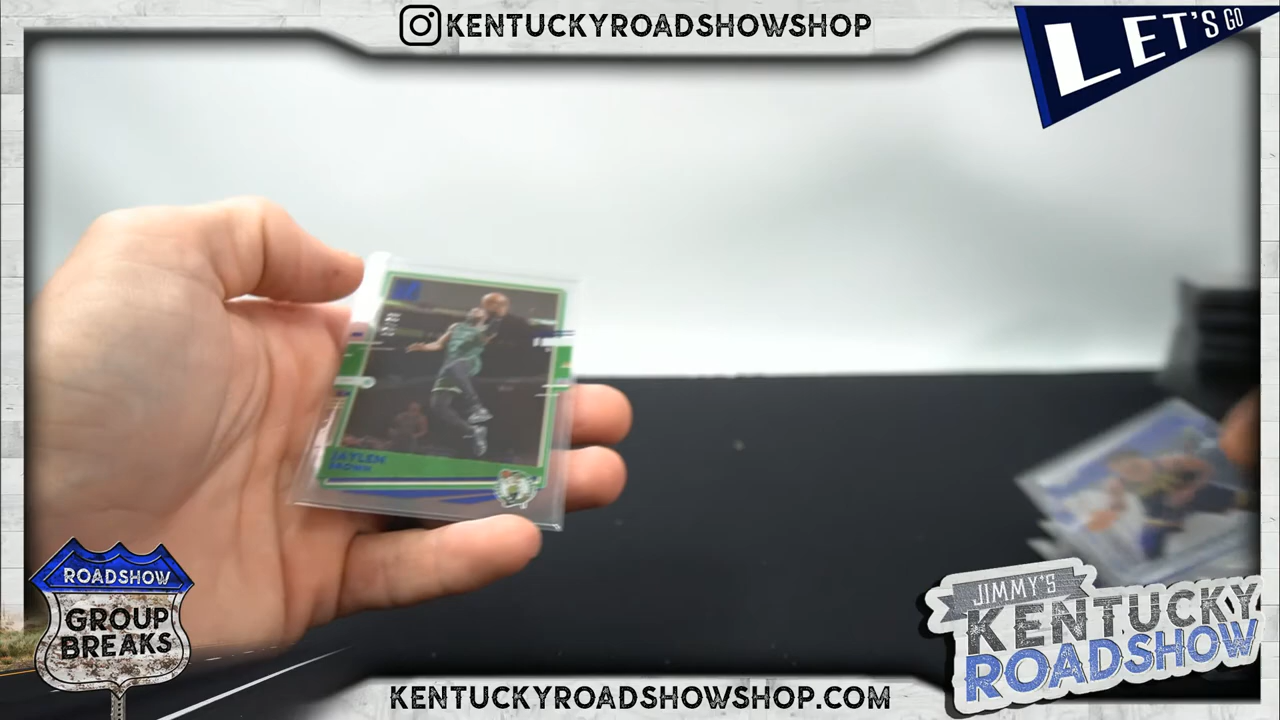 KENTUCKYROADSHOWSHOP
LET'S GO
JAYLEN
BROWN
ROADSHOW
GROUP
BREAKS
JIMMY'S
KENTUCKY
ROADSHOW
KENTUCKYROADSHOWSHOP.COM